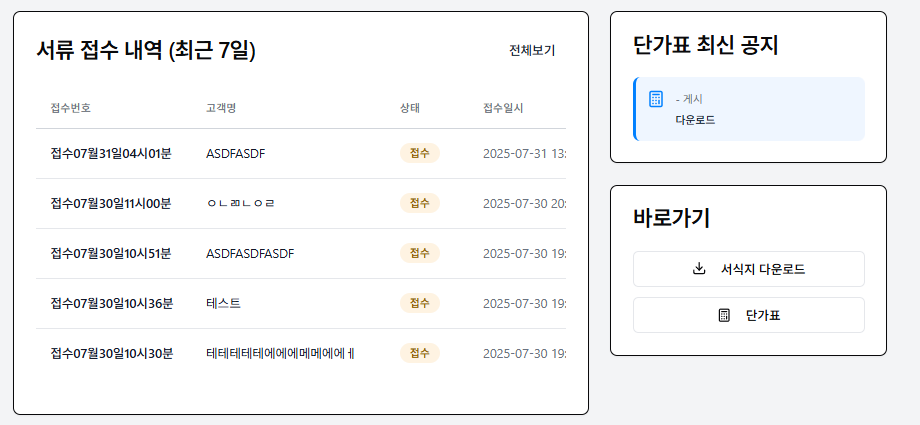 서류 접수 내역 (최근 7일)
전체보기
접수번호 고객명 상태 접수일시
접수07월31일04시01분 ASDFASDF 접수 2025-07-31 13:
접수07월30일11시00분 ㅇㄴㄻㄴㅇㄹ 접수 2025-07-30 20:
접수07월30일10시51분 ASDFASDFASDF 접수 2025-07-30 19:
접수07월30일10시36분 테스트 접수 2025-07-30 19:
접수07월30일10시30분 테테테테테에에에메메에에ㅔ 접수 2025-07-30 19:
단가표 최신 공지
- 게시
다운로드
바로가기
서식지 다운로드
단가표